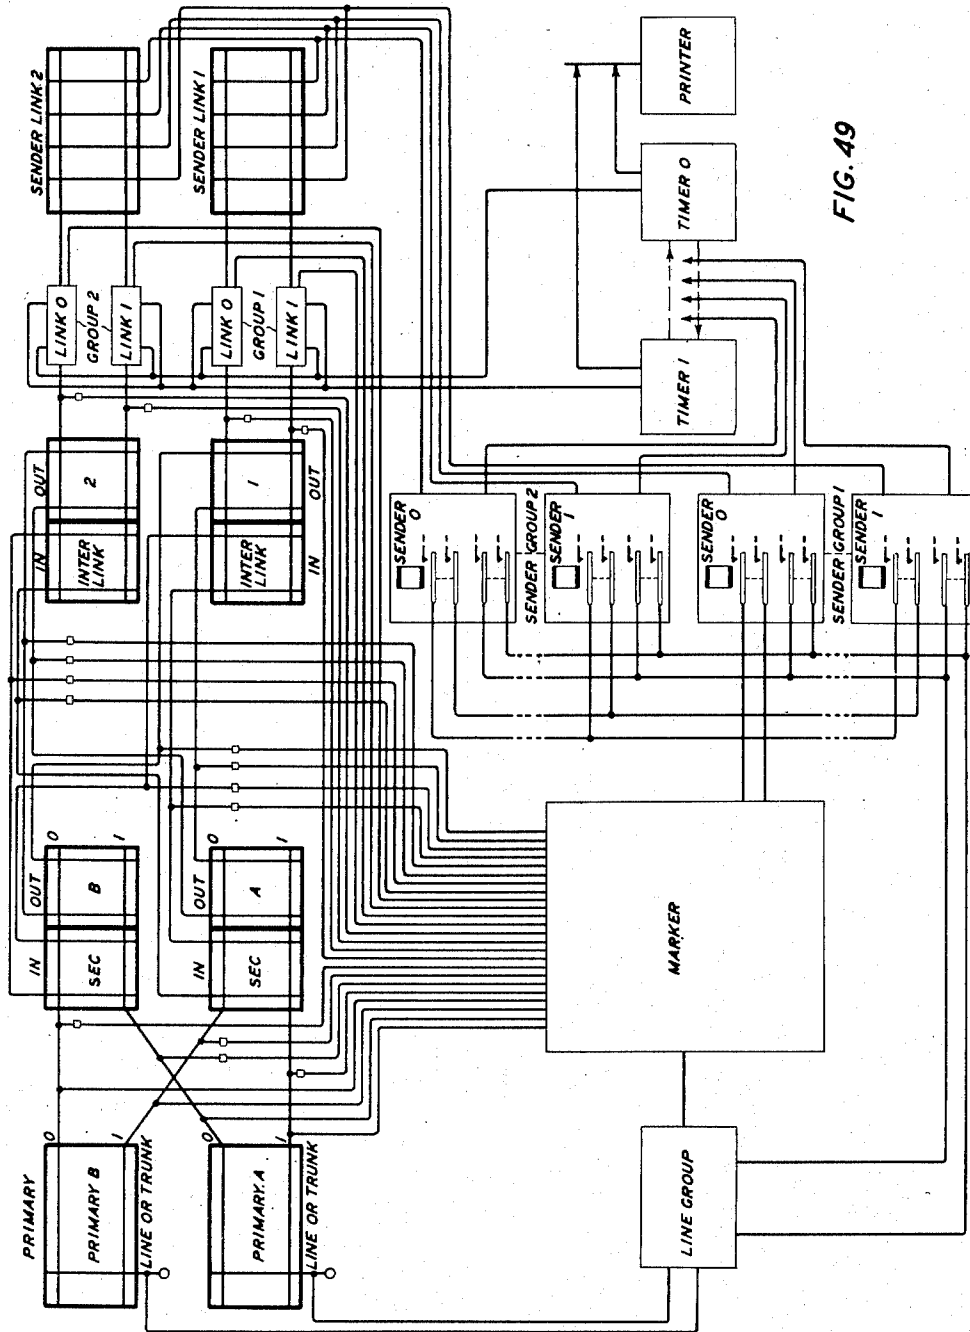 PRIMARY
PRIMARY B
0
1
LINE OR TRUNK
PRIMARY.A
0
1
LINE OR TRUNK
IN
OUT
SEC
B
0
1
IN
OUT
SEC
A
0
1
IN
OUT
INTER
LINK
2
INTER
LINK
1
IN
OUT
LINK 0
GROUP 2
LINK 1
LINK 0
GROUP 1
LINK 1
SENDER LINK 2
SENDER LINK 1
LINE GROUP
MARKER
SENDER
0
SENDER GROUP 2
SENDER
1
SENDER
0
SENDER GROUP 1
SENDER
1
TIMER 1
TIMER 0
PRINTER
FIG. 49